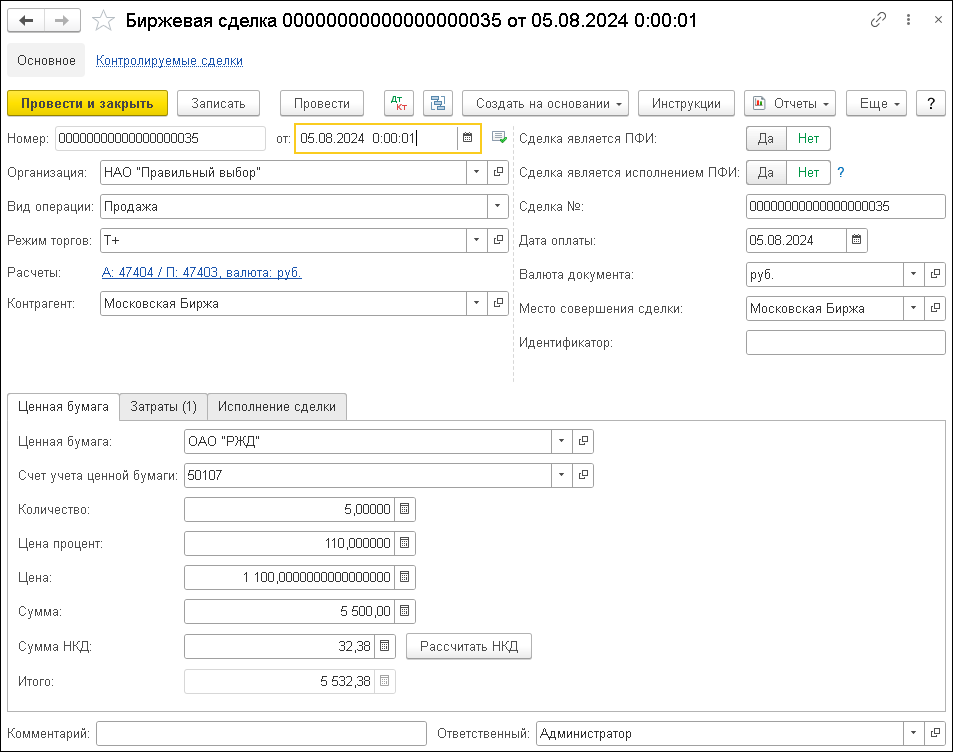 Биржевая сделка 00000000000000000035 от 05.08.2024 0:00:01
Основное Контролируемые сделки
Провести и закрыть Записать Провести Дт Кт Создать на основании Инструкции Отчеты Еще ?
Номер: 00000000000000000035 от: 05.08.2024 0:00:01 Сделка является ПФИ: Да Нет
Организация: НАО "Правильный выбор" Сделка является исполнением ПФИ: Да Нет ?
Вид операции: Продажа Сделка №: 00000000000000000035
Режим торгов: Т+ Дата оплаты: 05.08.2024
Расчеты: А: 47404 / П: 47403, валюта: руб. Валюта документа: руб.
Контрагент: Московская Биржа Место совершения сделки: Московская Биржа
Идентификатор:
Ценная бумага Затраты (1) Исполнение сделки
Ценная бумага: ОАО "РЖД"
Счет учета ценной бумаги: 50107
Количество: 5,00000
Цена процент: 110,000000
Цена: 1 100,0000000000000000
Сумма: 5 500,00
Сумма НКД: 32,38 Рассчитать НКД
Итого: 5 532,38
Комментарий: Ответственный: Администратор